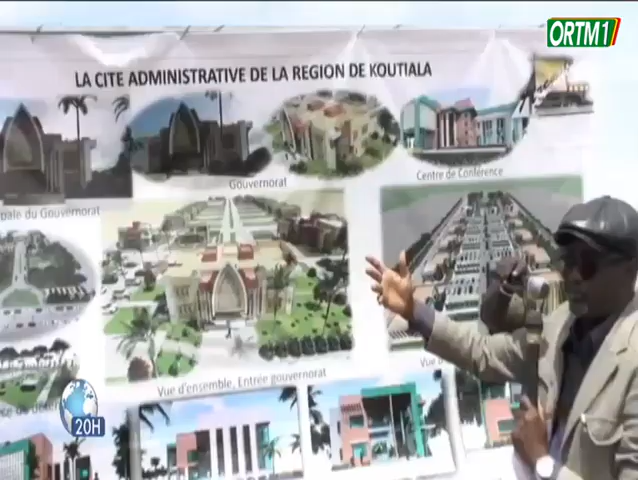 ORTM1
LA CITE ADMINISTRATIVE DE LA REGION DE KOUTIALA
Gouvernorat
Centre de Conférence
du Gouvernorat
Vue d'ensemble, Entrée gouvernorat
Vue d
20H